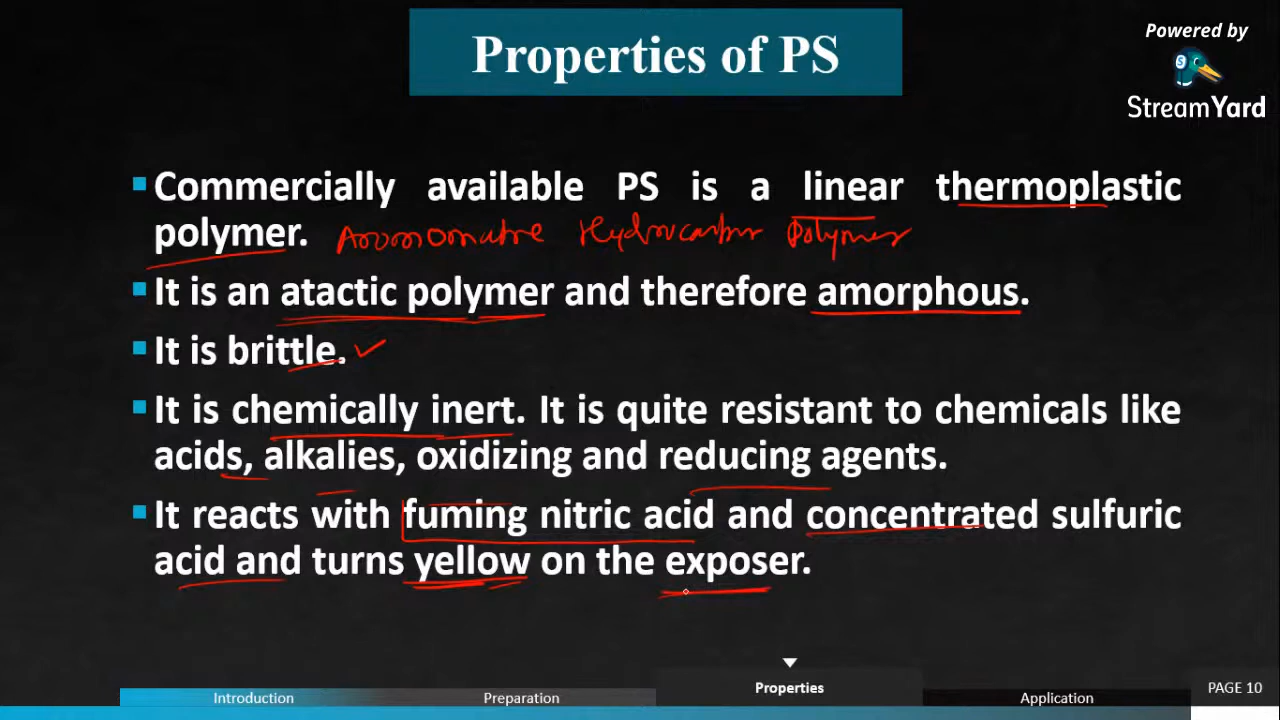 Properties of PS
Powered by
StreamYard
Commercially available PS is a linear thermoplastic
polymer. Hydrocarbon Polymer
It is an atactic polymer and therefore amorphous.
It is brittle.
It is chemically inert. It is quite resistant to chemicals like
acids, alkalies, oxidizing and reducing agents.
It reacts with fuming nitric acid and concentrated sulfuric
acid and turns yellow on the exposer.
Introduction
Preparation
Properties
Application
PAGE 10